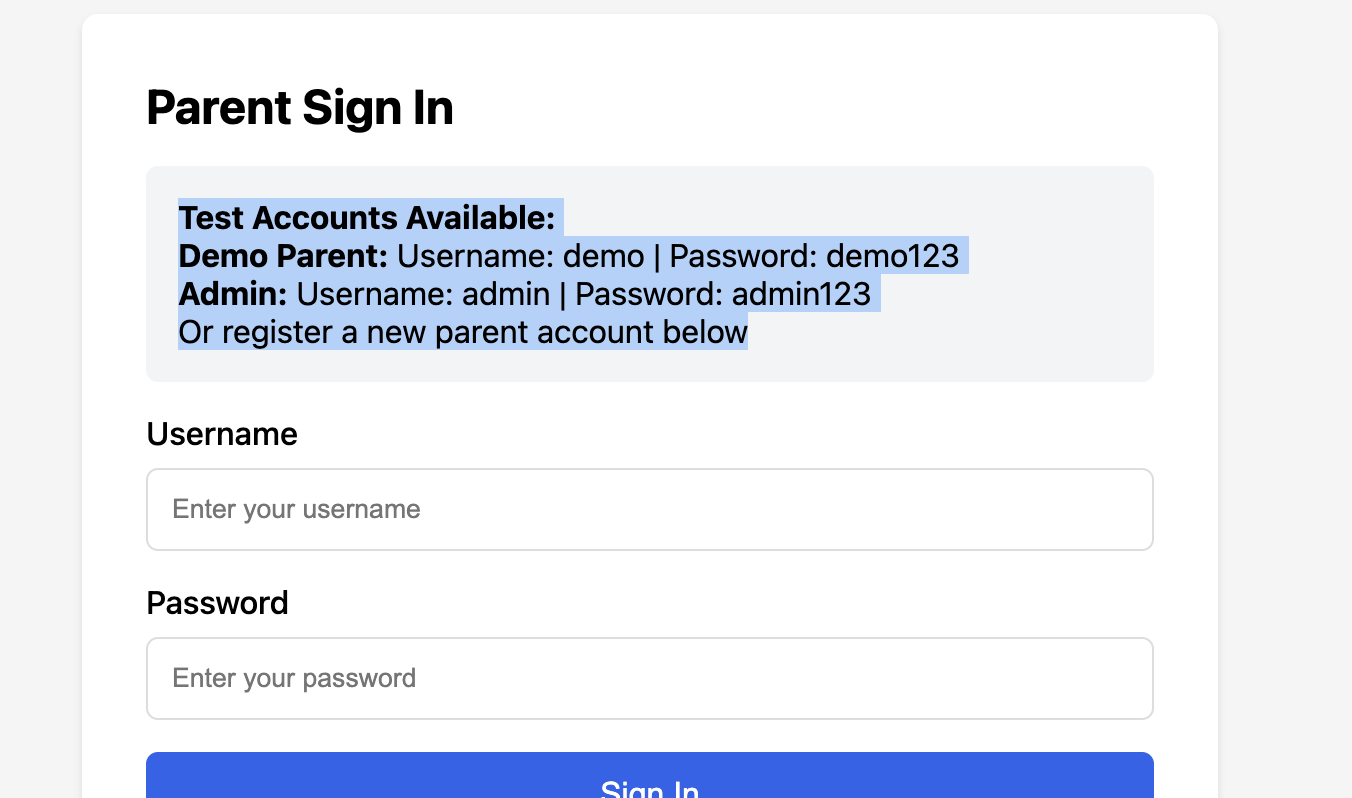 Parent Sign In
Test Accounts Available:
Demo Parent: Username: demo | Password: demo123
Admin: Username: admin | Password: admin123
Or register a new parent account below
Username
Enter your username
Password
Enter your password
Sign In